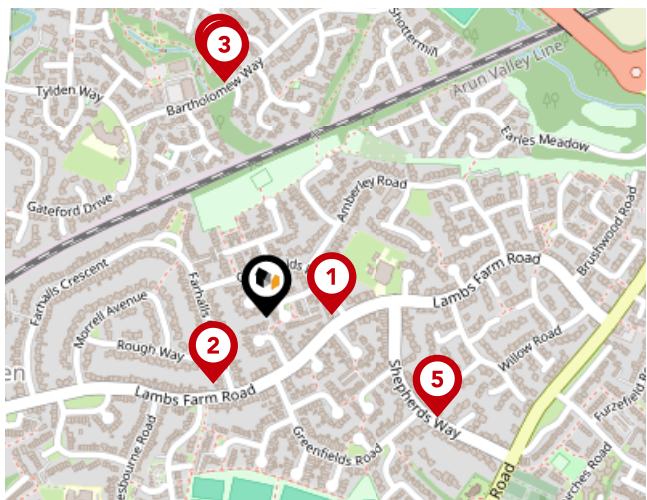 Shottermill
3
Arun Valley Line
Tylden Way
Bartholomew Way
Earles Meadow
Amberley Road
Gateford Drive
Brushwood Road
Farhalls Crescent
Farhalls
1
Lambs Farm Road
Morrell Avenue
Rough Way
2
Willow Road
5
en
Lambs Farm Road
Shepherds Way
Furzefield
Greenfields Road
Road